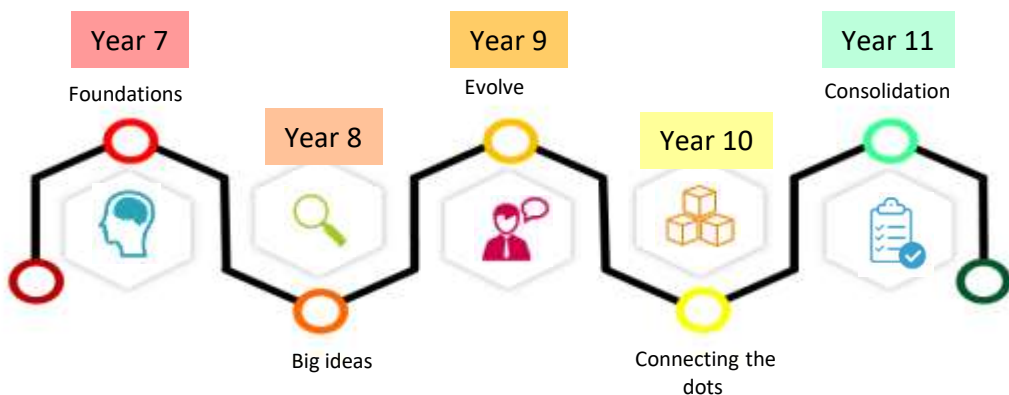 Year 7
Foundations
Year 8
Big ideas
Year 9
Evolve
Year 10
Connecting the
dots
Year 11
Consolidation